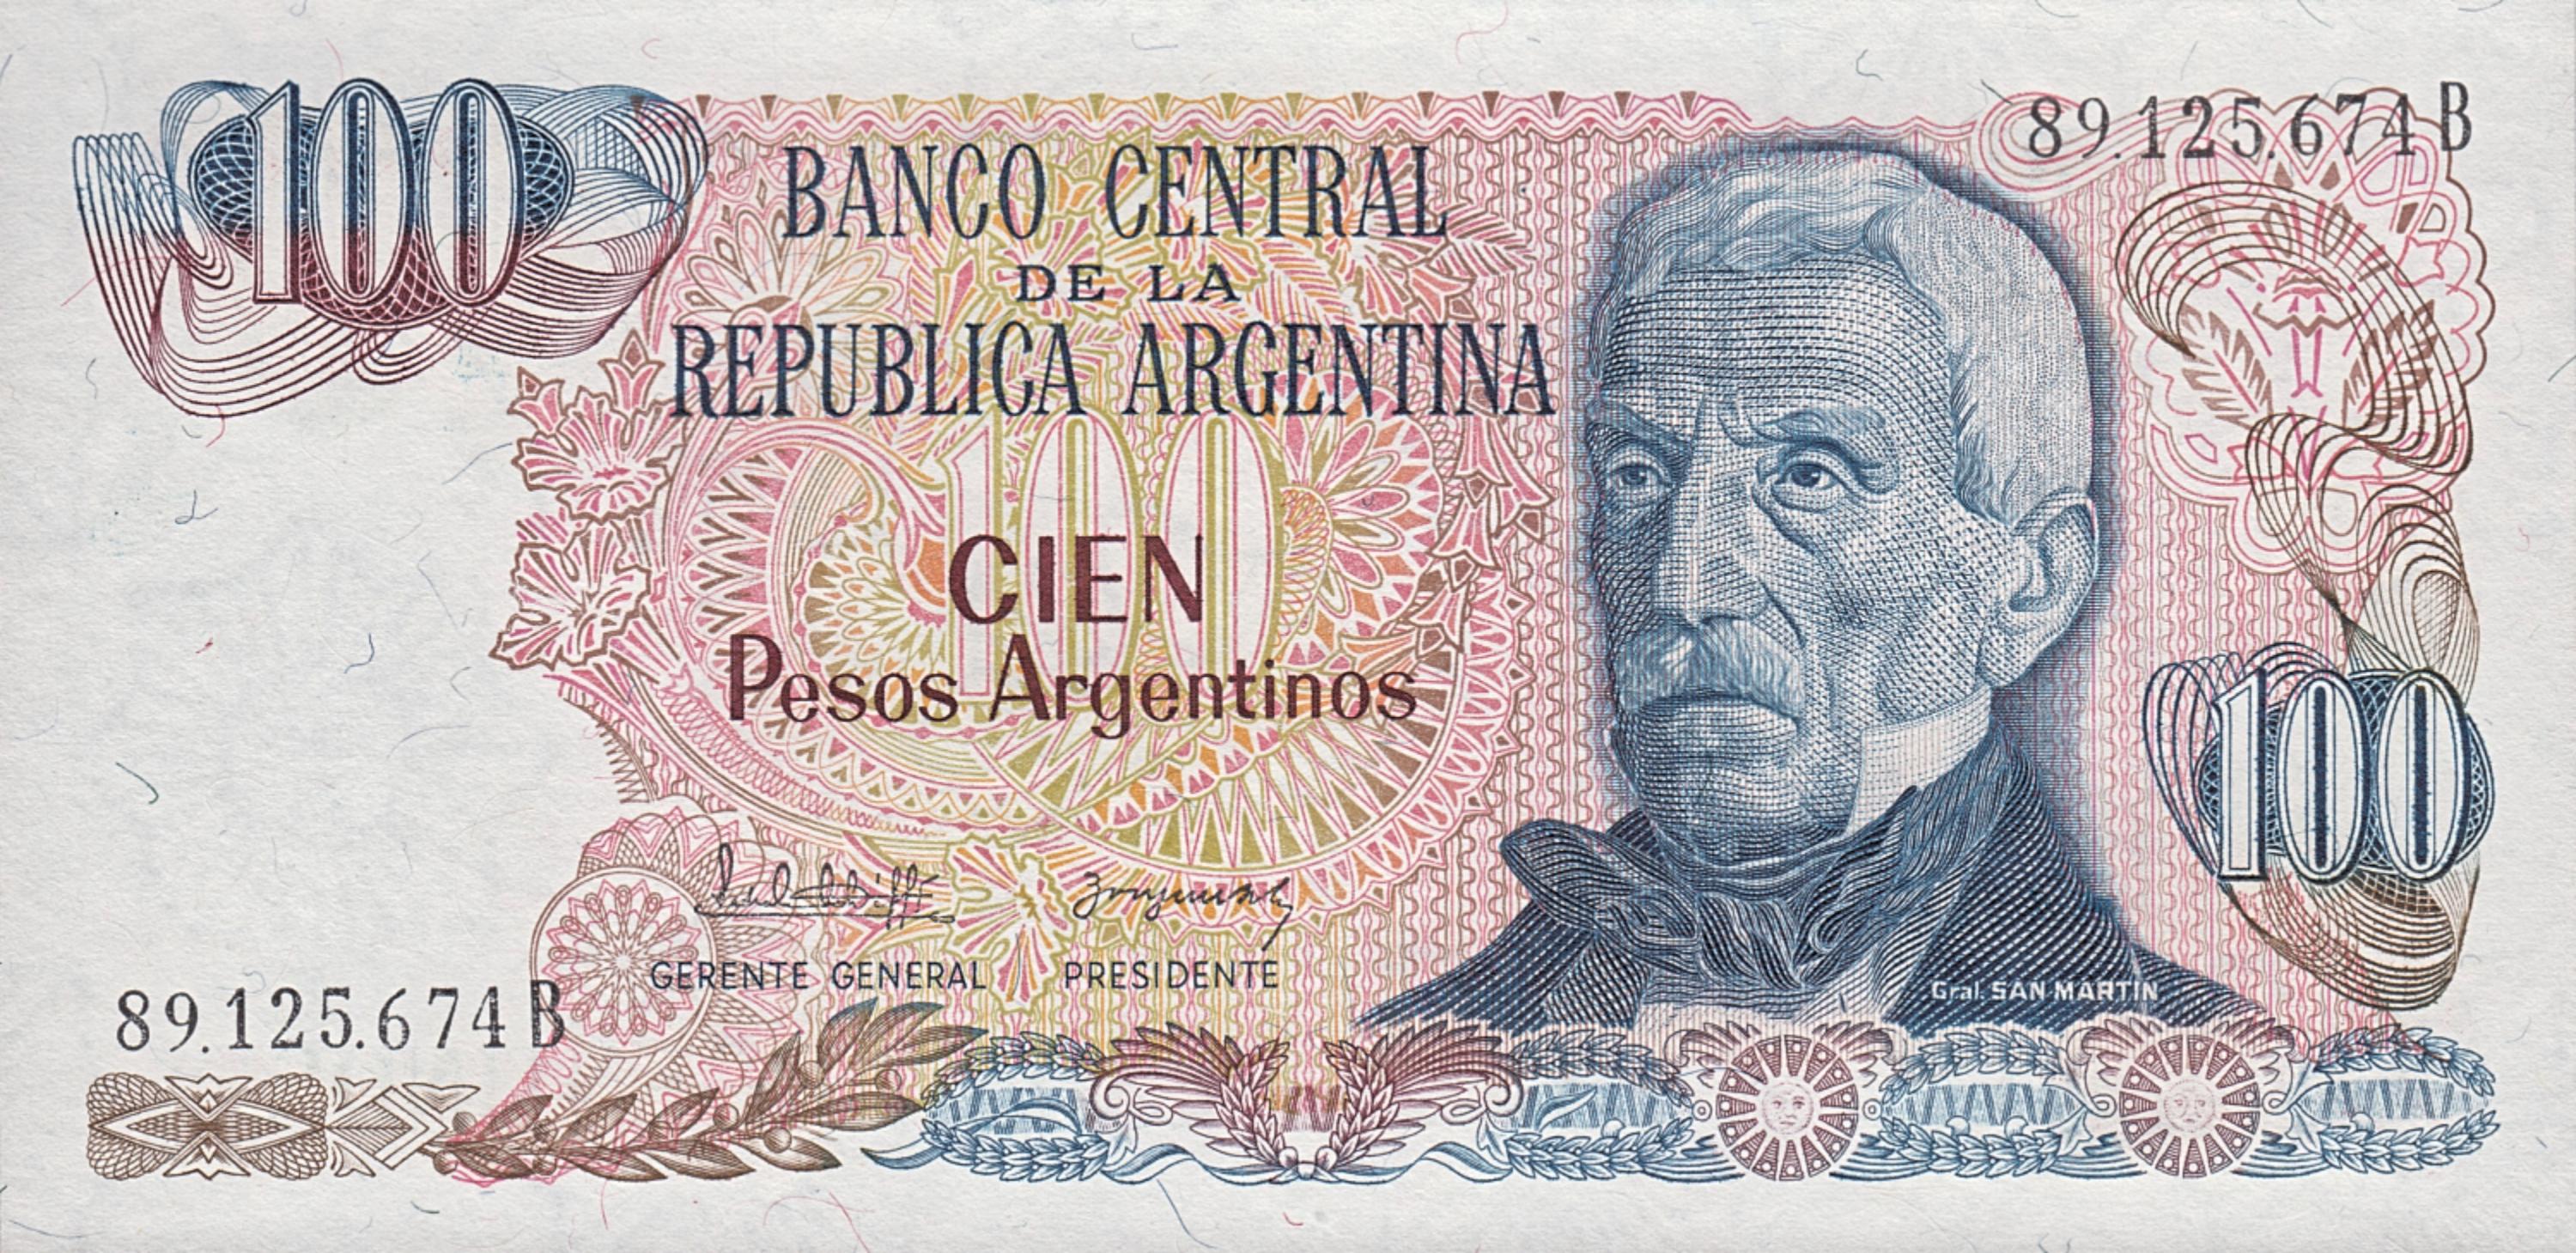 100
89.125.674 B
BANCO CENTRAL
DE LA
REPUBLICA ARGENTINA
100
CIEN
Pesos Argentinos
100
GERENTE GENERAL PRESIDENTE
Gral. SAN MARTIN
89.125.674 B